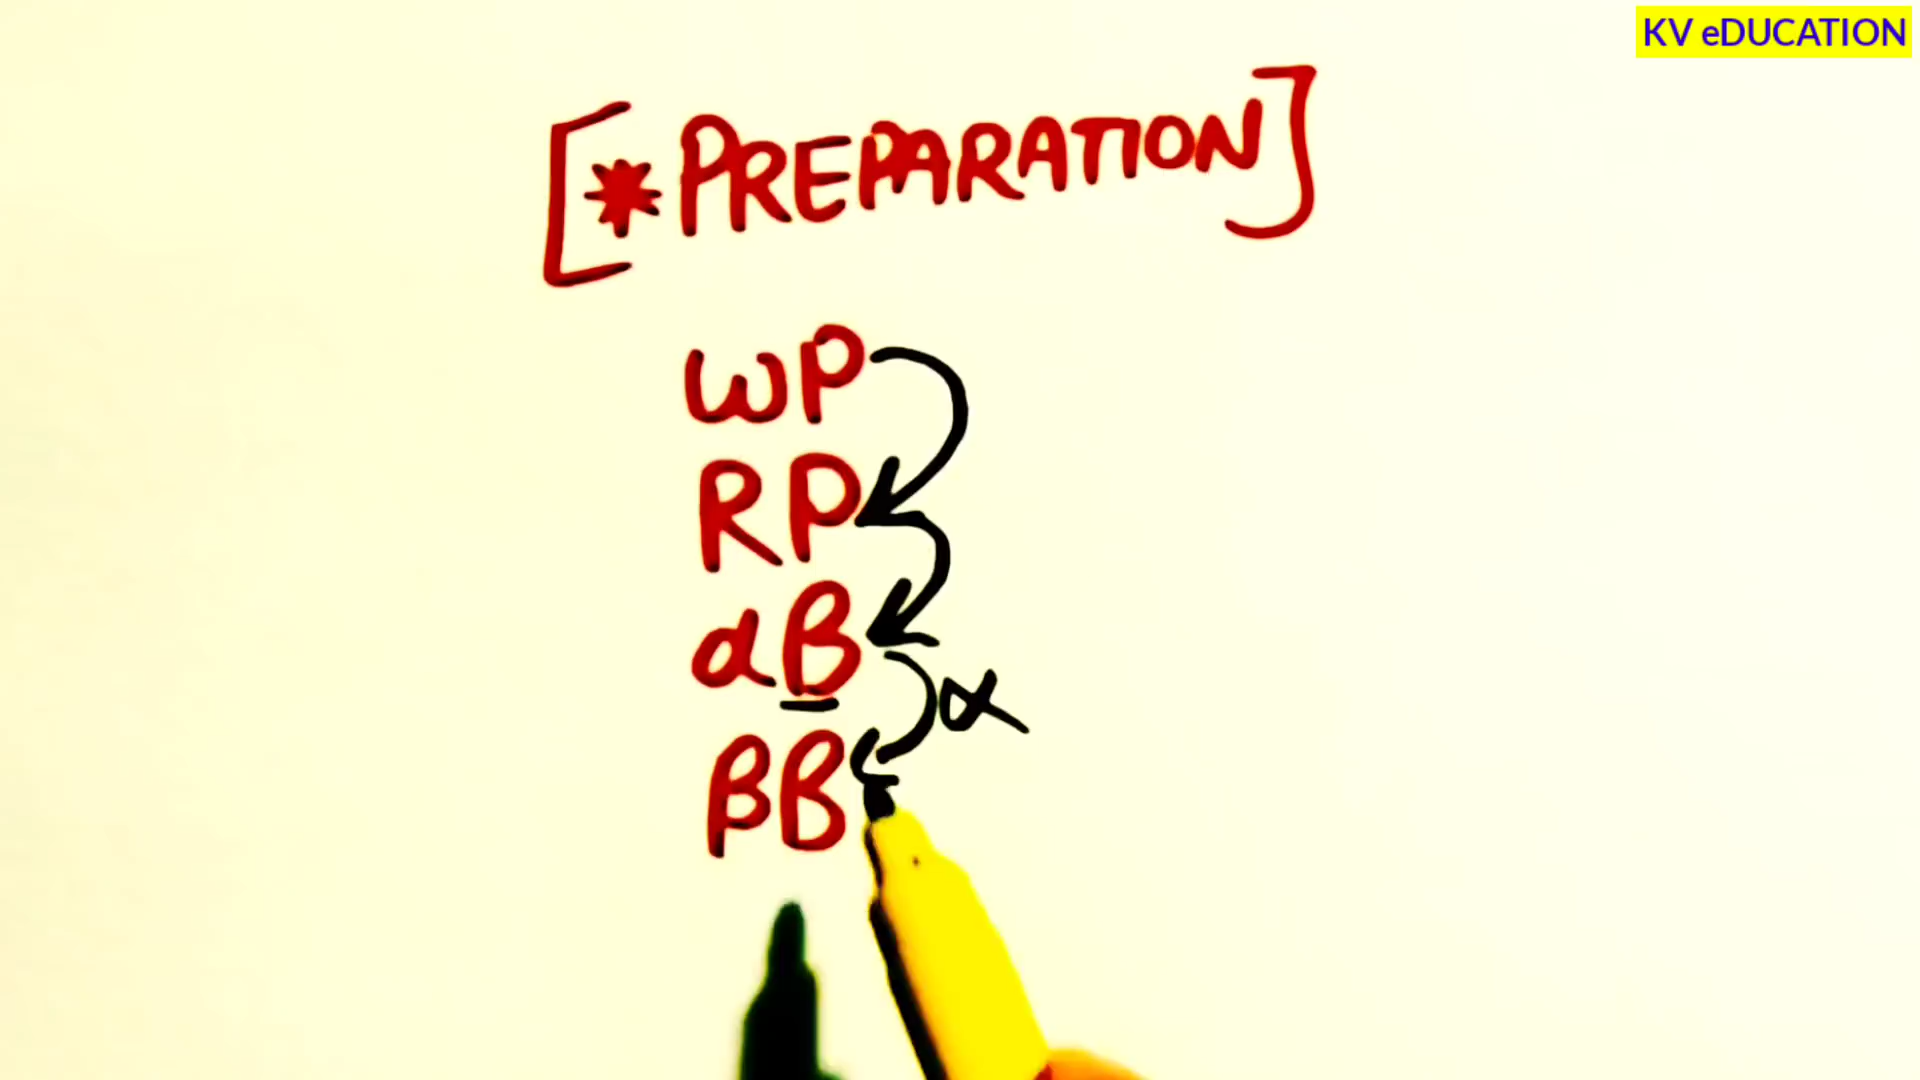 KV eDUCATION
[*PREPARATION]
WP
RP
αB
α
βB